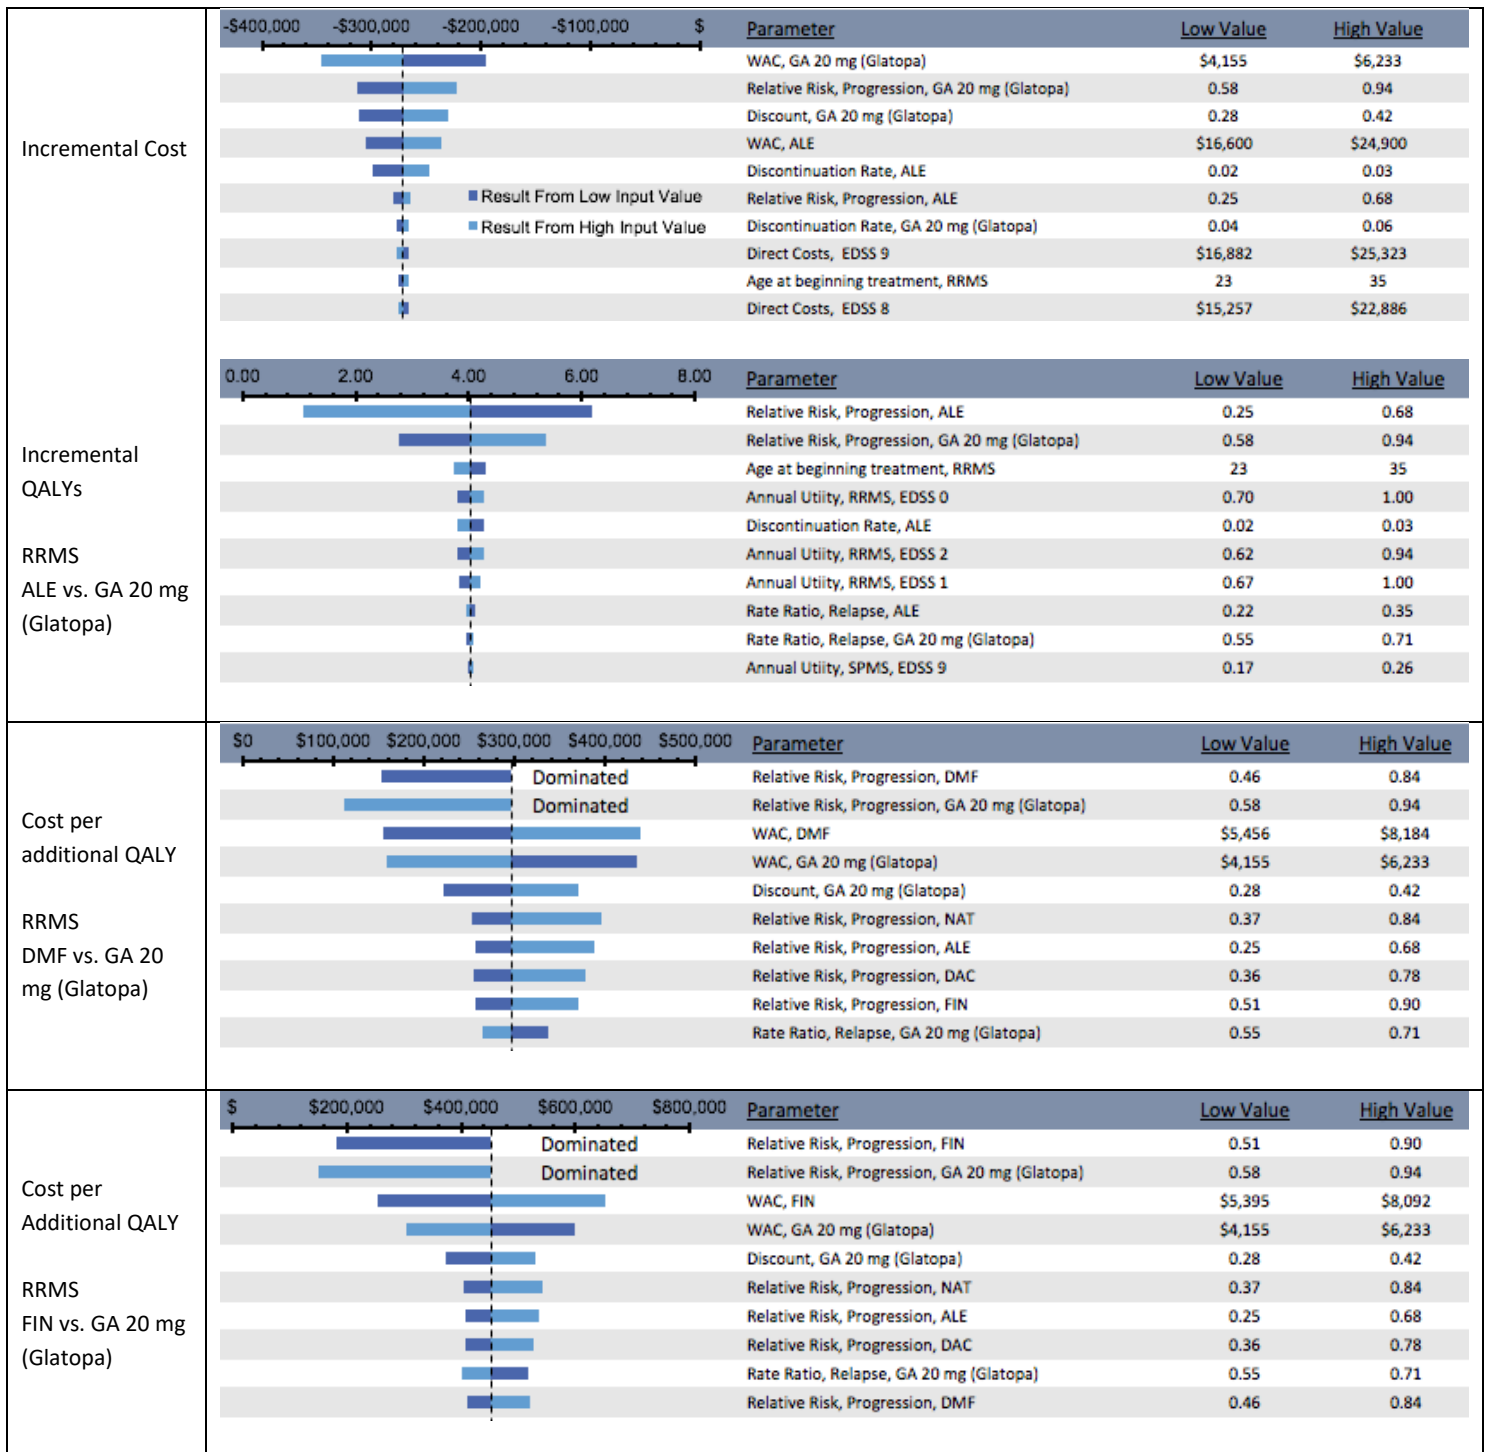 -$400,000 -$300,000 -$200,000 -$100,000 $ Parameter Low Value High Value
WAC, GA 20 mg (Glatopa) $4,155 $6,233
Relative Risk, Progression, GA 20 mg (Glatopa) 0.58 0.94
Discount, GA 20 mg (Glatopa) 0.28 0.42
Incremental Cost
WAC, ALE $16,600 $24,900
Discontinuation Rate, ALE 0.02 0.03
Result From Low Input Value Relative Risk, Progression, ALE 0.25 0.68
Result From High Input Value Discontinuation Rate, GA 20 mg (Glatopa) 0.04 0.06
Direct Costs, EDSS 9 $16,882 $25,323
Age at beginning treatment, RRMS 23 35
Direct Costs, EDSS 8 $15,257 $22,886
Incremental
QALYs
RRMS
ALE vs. GA 20 mg
(Glatopa)
0.00 2.00 4.00 6.00 8.00 Parameter Low Value High Value
Relative Risk, Progression, ALE 0.25 0.68
Relative Risk, Progression, GA 20 mg (Glatopa) 0.58 0.94
Age at beginning treatment, RRMS 23 35
Annual Utiity, RRMS, EDSS 0 0.70 1.00
Discontinuation Rate, ALE 0.02 0.03
Annual Utiity, RRMS, EDSS 2 0.62 0.94
Annual Utiity, RRMS, EDSS 1 0.67 1.00
Rate Ratio, Relapse, ALE 0.22 0.35
Rate Ratio, Relapse, GA 20 mg (Glatopa) 0.55 0.71
Annual Utiity, SPMS, EDSS 9 0.17 0.26
Cost per
additional QALY
RRMS
DMF vs. GA 20
mg (Glatopa)
$0 $100,000 $200,000 $300,000 $400,000 $500,000 Parameter Low Value High Value
Dominated Relative Risk, Progression, DMF 0.46 0.84
Dominated Relative Risk, Progression, GA 20 mg (Glatopa) 0.58 0.94
WAC, DMF $5,456 $8,184
WAC, GA 20 mg (Glatopa) $4,155 $6,233
Discount, GA 20 mg (Glatopa) 0.28 0.42
Relative Risk, Progression, NAT 0.37 0.84
Relative Risk, Progression, ALE 0.25 0.68
Relative Risk, Progression, DAC 0.36 0.78
Relative Risk, Progression, FIN 0.51 0.90
Rate Ratio, Relapse, GA 20 mg (Glatopa) 0.55 0.71
Cost per
Additional QALY
RRMS
FIN vs. GA 20 mg
(Glatopa)
$ $200,000 $400,000 $600,000 $800,000 Parameter Low Value High Value
Dominated Relative Risk, Progression, FIN 0.51 0.90
Dominated Relative Risk, Progression, GA 20 mg (Glatopa) 0.58 0.94
WAC, FIN $5,395 $8,092
WAC, GA 20 mg (Glatopa) $4,155 $6,233
Discount, GA 20 mg (Glatopa) 0.28 0.42
Relative Risk, Progression, NAT 0.37 0.84
Relative Risk, Progression, ALE 0.25 0.68
Relative Risk, Progression, DAC 0.36 0.78
Rate Ratio, Relapse, GA 20 mg (Glatopa) 0.55 0.71
Relative Risk, Progression, DMF 0.46 0.84